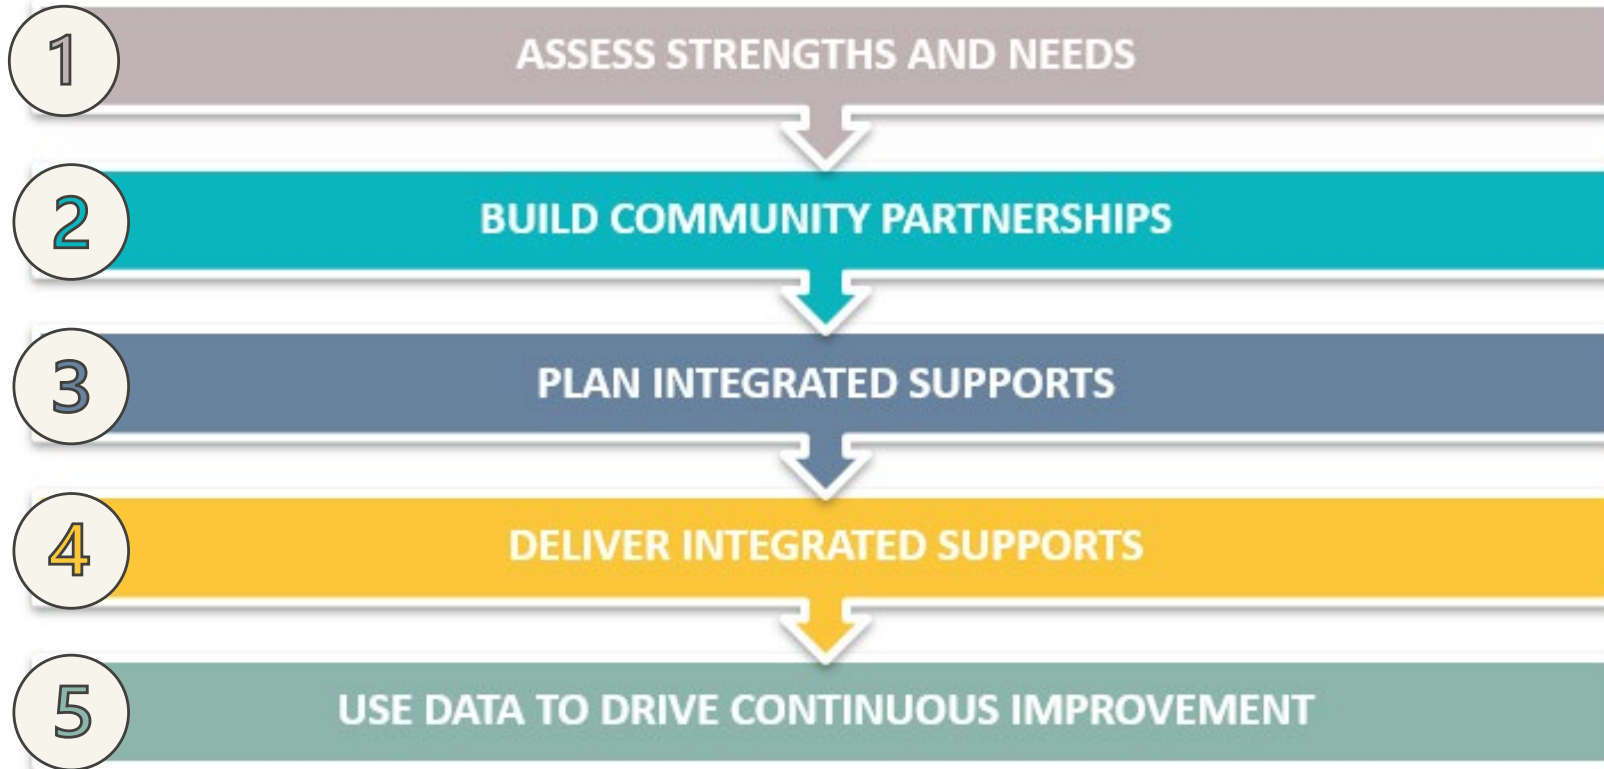 1
ASSESS STRENGTHS AND NEEDS
2
BUILD COMMUNITY PARTNERSHIPS
3
PLAN INTEGRATED SUPPORTS
4
DELIVER INTEGRATED SUPPORTS
5
USE DATA TO DRIVE CONTINUOUS IMPROVEMENT